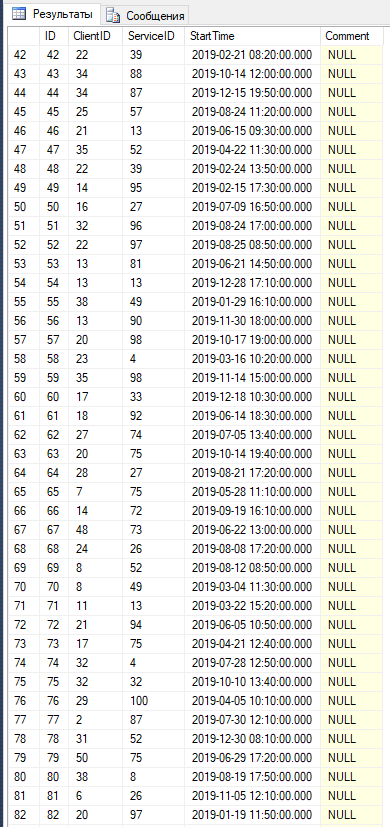 Результаты Сообщения
ID ClientID ServiceID StartTime Comment
42 42 22 39 2019-02-21 08:20:00.000 NULL
43 43 34 88 2019-10-14 12:00:00.000 NULL
44 44 34 87 2019-12-15 19:50:00.000 NULL
45 45 25 57 2019-08-24 11:20:00.000 NULL
46 46 21 13 2019-06-15 09:30:00.000 NULL
47 47 35 52 2019-04-22 11:30:00.000 NULL
48 48 22 39 2019-02-24 13:50:00.000 NULL
49 49 14 95 2019-02-15 17:30:00.000 NULL
50 50 16 27 2019-07-09 16:50:00.000 NULL
51 51 32 96 2019-08-24 17:00:00.000 NULL
52 52 22 97 2019-08-25 08:50:00.000 NULL
53 53 13 81 2019-06-21 14:50:00.000 NULL
54 54 13 13 2019-12-28 17:10:00.000 NULL
55 55 38 49 2019-01-29 16:10:00.000 NULL
56 56 13 90 2019-11-30 18:00:00.000 NULL
57 57 20 98 2019-10-17 19:00:00.000 NULL
58 58 23 4 2019-03-16 10:20:00.000 NULL
59 59 35 98 2019-11-14 15:00:00.000 NULL
60 60 17 33 2019-12-18 10:30:00.000 NULL
61 61 18 92 2019-06-14 18:30:00.000 NULL
62 62 27 74 2019-07-05 13:40:00.000 NULL
63 63 20 75 2019-10-14 19:40:00.000 NULL
64 64 28 27 2019-08-21 17:20:00.000 NULL
65 65 7 75 2019-05-28 11:10:00.000 NULL
66 66 14 72 2019-09-19 16:10:00.000 NULL
67 67 48 73 2019-06-22 13:00:00.000 NULL
68 68 24 26 2019-08-08 17:20:00.000 NULL
69 69 8 52 2019-08-12 08:50:00.000 NULL
70 70 8 49 2019-03-04 11:30:00.000 NULL
71 71 11 13 2019-03-22 15:20:00.000 NULL
72 72 21 94 2019-06-05 10:50:00.000 NULL
73 73 17 75 2019-04-21 12:40:00.000 NULL
74 74 32 4 2019-07-28 12:50:00.000 NULL
75 75 32 32 2019-10-10 13:40:00.000 NULL
76 76 29 100 2019-04-05 10:10:00.000 NULL
77 77 2 87 2019-07-30 12:10:00.000 NULL
78 78 31 52 2019-12-30 08:10:00.000 NULL
79 79 50 75 2019-06-29 17:20:00.000 NULL
80 80 38 8 2019-08-19 17:50:00.000 NULL
81 81 6 26 2019-11-05 12:10:00.000 NULL
82 82 20 97 2019-01-19 11:50:00.000 NULL